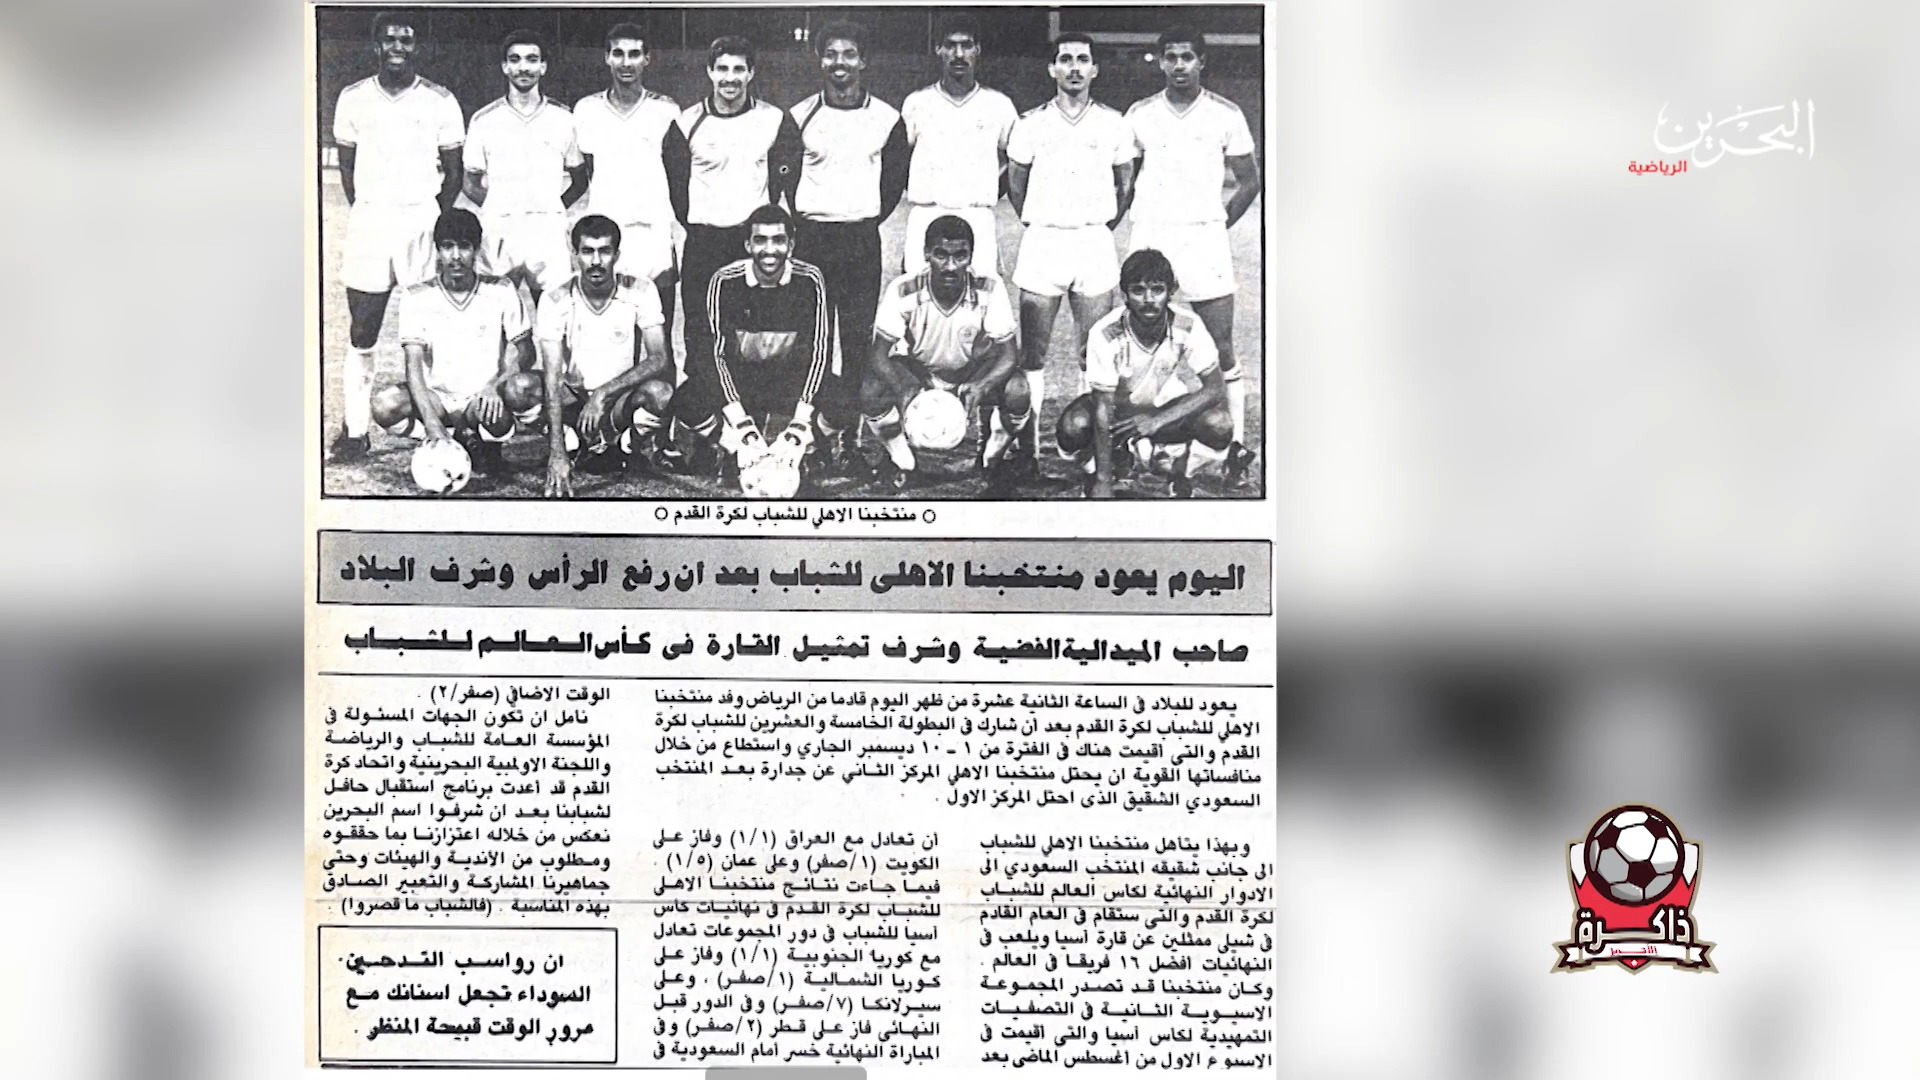 البحرين
الرياضية
○ منتخبنا الاهلي للشباب لكرة القدم ○
اليوم يعود منتخبنا الاهلى للشباب بعد ان رفع الرأس وشرف البلاد
صاحب الميدالية الفضية وشرف تمثيل القارة فى كأس العالم للشباب
يعود للبلاد في الساعة الثانية عشرة من ظهر اليوم قادما من الرياض وفد منتخبنا
الاهلي للشباب لكرة القدم بعد أن شارك في البطولة الخامسة والعشرين للشباب لكرة
القدم والتى أقيمت هناك في الفترة من ١ - ١٠ ديسمبر الجاري واستطاع من خلال
منافساتها القوية ان يحتل منتخبنا الاهلي المركز الثاني عن جدارة بعد المنتخب
السعودي الشقيق الذى احتل المركز الاول .
وبهذا يتأهل منتخبنا الاهلي للشباب
الى جانب شقيقه المنتخب السعودي الى
الادوار النهائية لكاس العالم للشباب
لكرة القدم والتى ستقام في العام القادم
في شيلي ممثلين عن قارة أسيا ويلعب في
النهائيات افضل ١٦ فريقا في العالم .
وكان منتخبنا قد تصدر المجموعة
الاسيوية الثانية في التصفيات
التمهيدية لكاس أسيا والتى أقيمت في
الاسبوع الاول من أغسطس الماضي بعد
أن تعادل مع العراق (١/١) وفاز على
الكويت (١/صفر) وعلى عمان (١/٥) .
فيما جاءت نتائج منتخبنا الاهلى
للشباب لكرة القدم في نهائيات كأس
أسيا للشباب في دور المجموعات تعادل
مع كوريا الجنوبية (١/١) وفاز على
كوريا الشمالية (١/صفر) ، وعلى
سيرلانكا (٧/صفر) وفي الدور قبل
النهائى فاز على قطر (٢/صفر) وفي
المباراة النهائية خسر أمام السعودية في
الوقت الاضافي (صفر/٢) .
نامل ان تكون الجهات المسئولة في
المؤسسة العامة للشباب والرياضة
واللجنة الاولمبية البحرينية واتحاد كرة
القدم قد أعدت برنامج استقبال حافل
لشبابنا بعد ان شرفوا اسم البحرين
نعكس من خلاله اعتزازنا بما حققوه
ومطلوب من الأندية والهيئات وحتى
جماهيرنا المشاركة والتعبير الصادق
بهذه المناسبة . (فالشباب ما قصروا) .
ان رواسب التدخين
السوداء تجعل اسنانك مع
مرور الوقت قبيحة المنظر .
ذاكرة